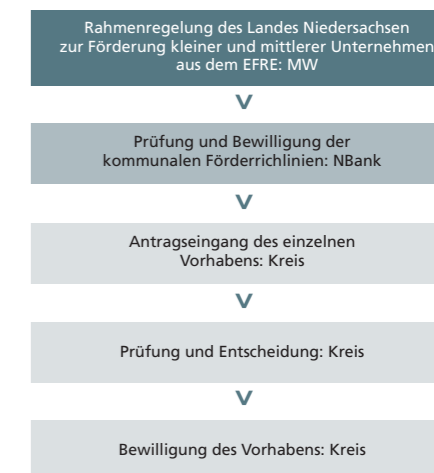 Rahmenregelung des Landes Niedersachsen
zur Förderung kleiner und mittlerer Unternehmen
aus dem EFRE: MW
Prüfung und Bewilligung der
kommunalen Förderrichlinien: NBank
Antragseingang des einzelnen
Vorhabens: Kreis
Prüfung und Entscheidung: Kreis
Bewilligung des Vorhabens: Kreis